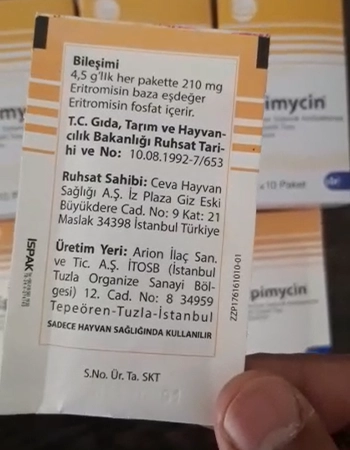 Bileşimi
4,5 g'lık her pakette 210 mg
Eritromisin baza eşdeğer
Eritromisin fosfat içerir.
T.C. Gıda, Tarım ve Hayvan-
cılık Bakanlığı Ruhsat Tari-
hi ve No: 10.08.1992-7/653
Ruhsat Sahibi: Ceva Hayvan
Sağlığı A.Ş. İz Plaza Giz Eski
Büyükdere Cad. No: 9 Kat: 21
Maslak 34398 İstanbul Türkiye
Üretim Yeri: Arion İlaç San.
ve Tic. A.Ş. İTOSB (İstanbul
Tuzla Organize Sanayi Böl-
gesi) 12. Cad. No: 8 34959
Tepeören-Tuzla-İstanbul
SADECE HAYVAN SAĞLIĞINDA KULLANILIR
S.No. Ür. Ta. SKT
ISPAK
ZZP176161010-01
my
imycin
10 Paket
pimycin